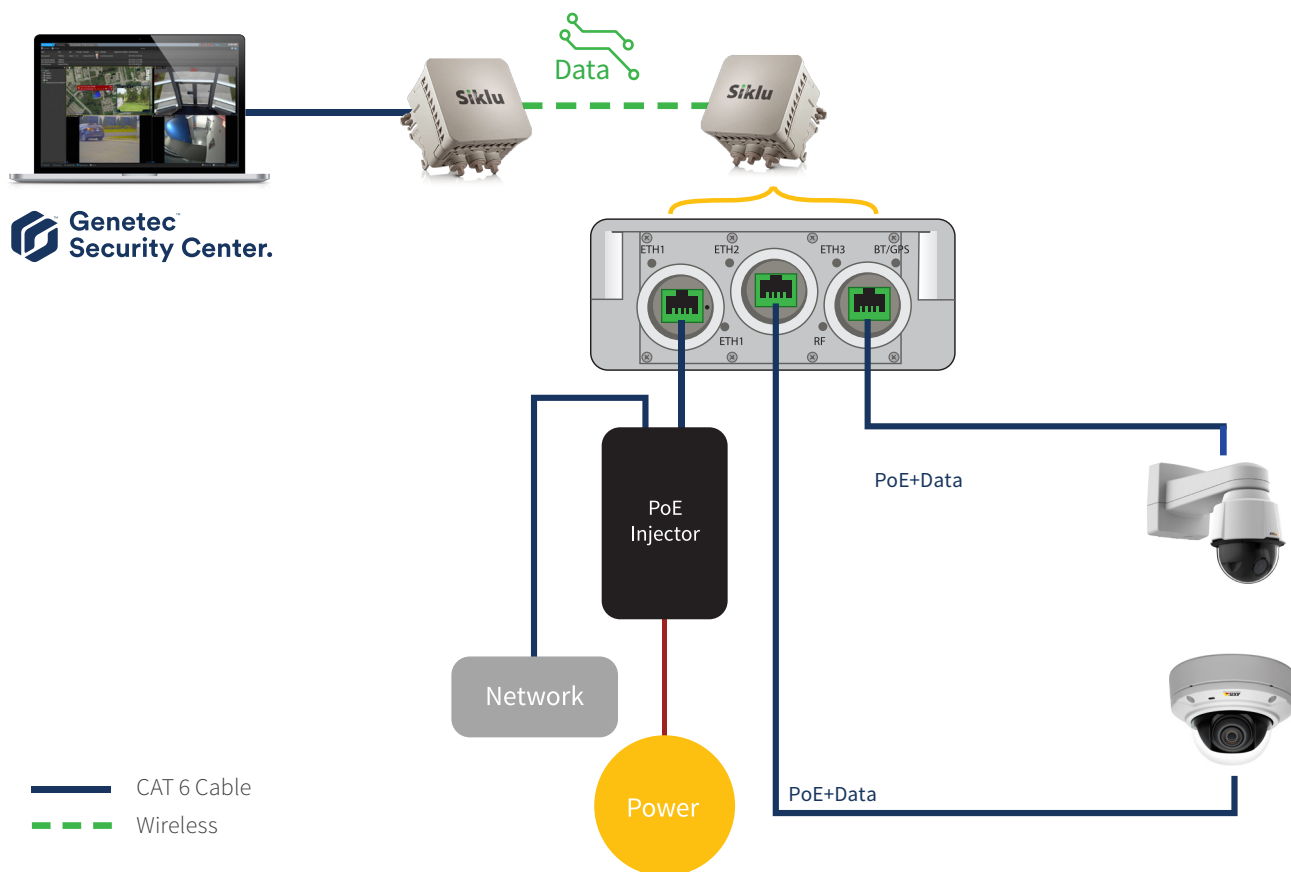 Data
Siklu
Siklu
Genetec™
Security Center.
ETH1
ETH2
ETH3
BT/GPS
ETH1
RF
PoE+Data
PoE
Injector
Network
Power
PoE+Data
CAT 6 Cable
Wireless